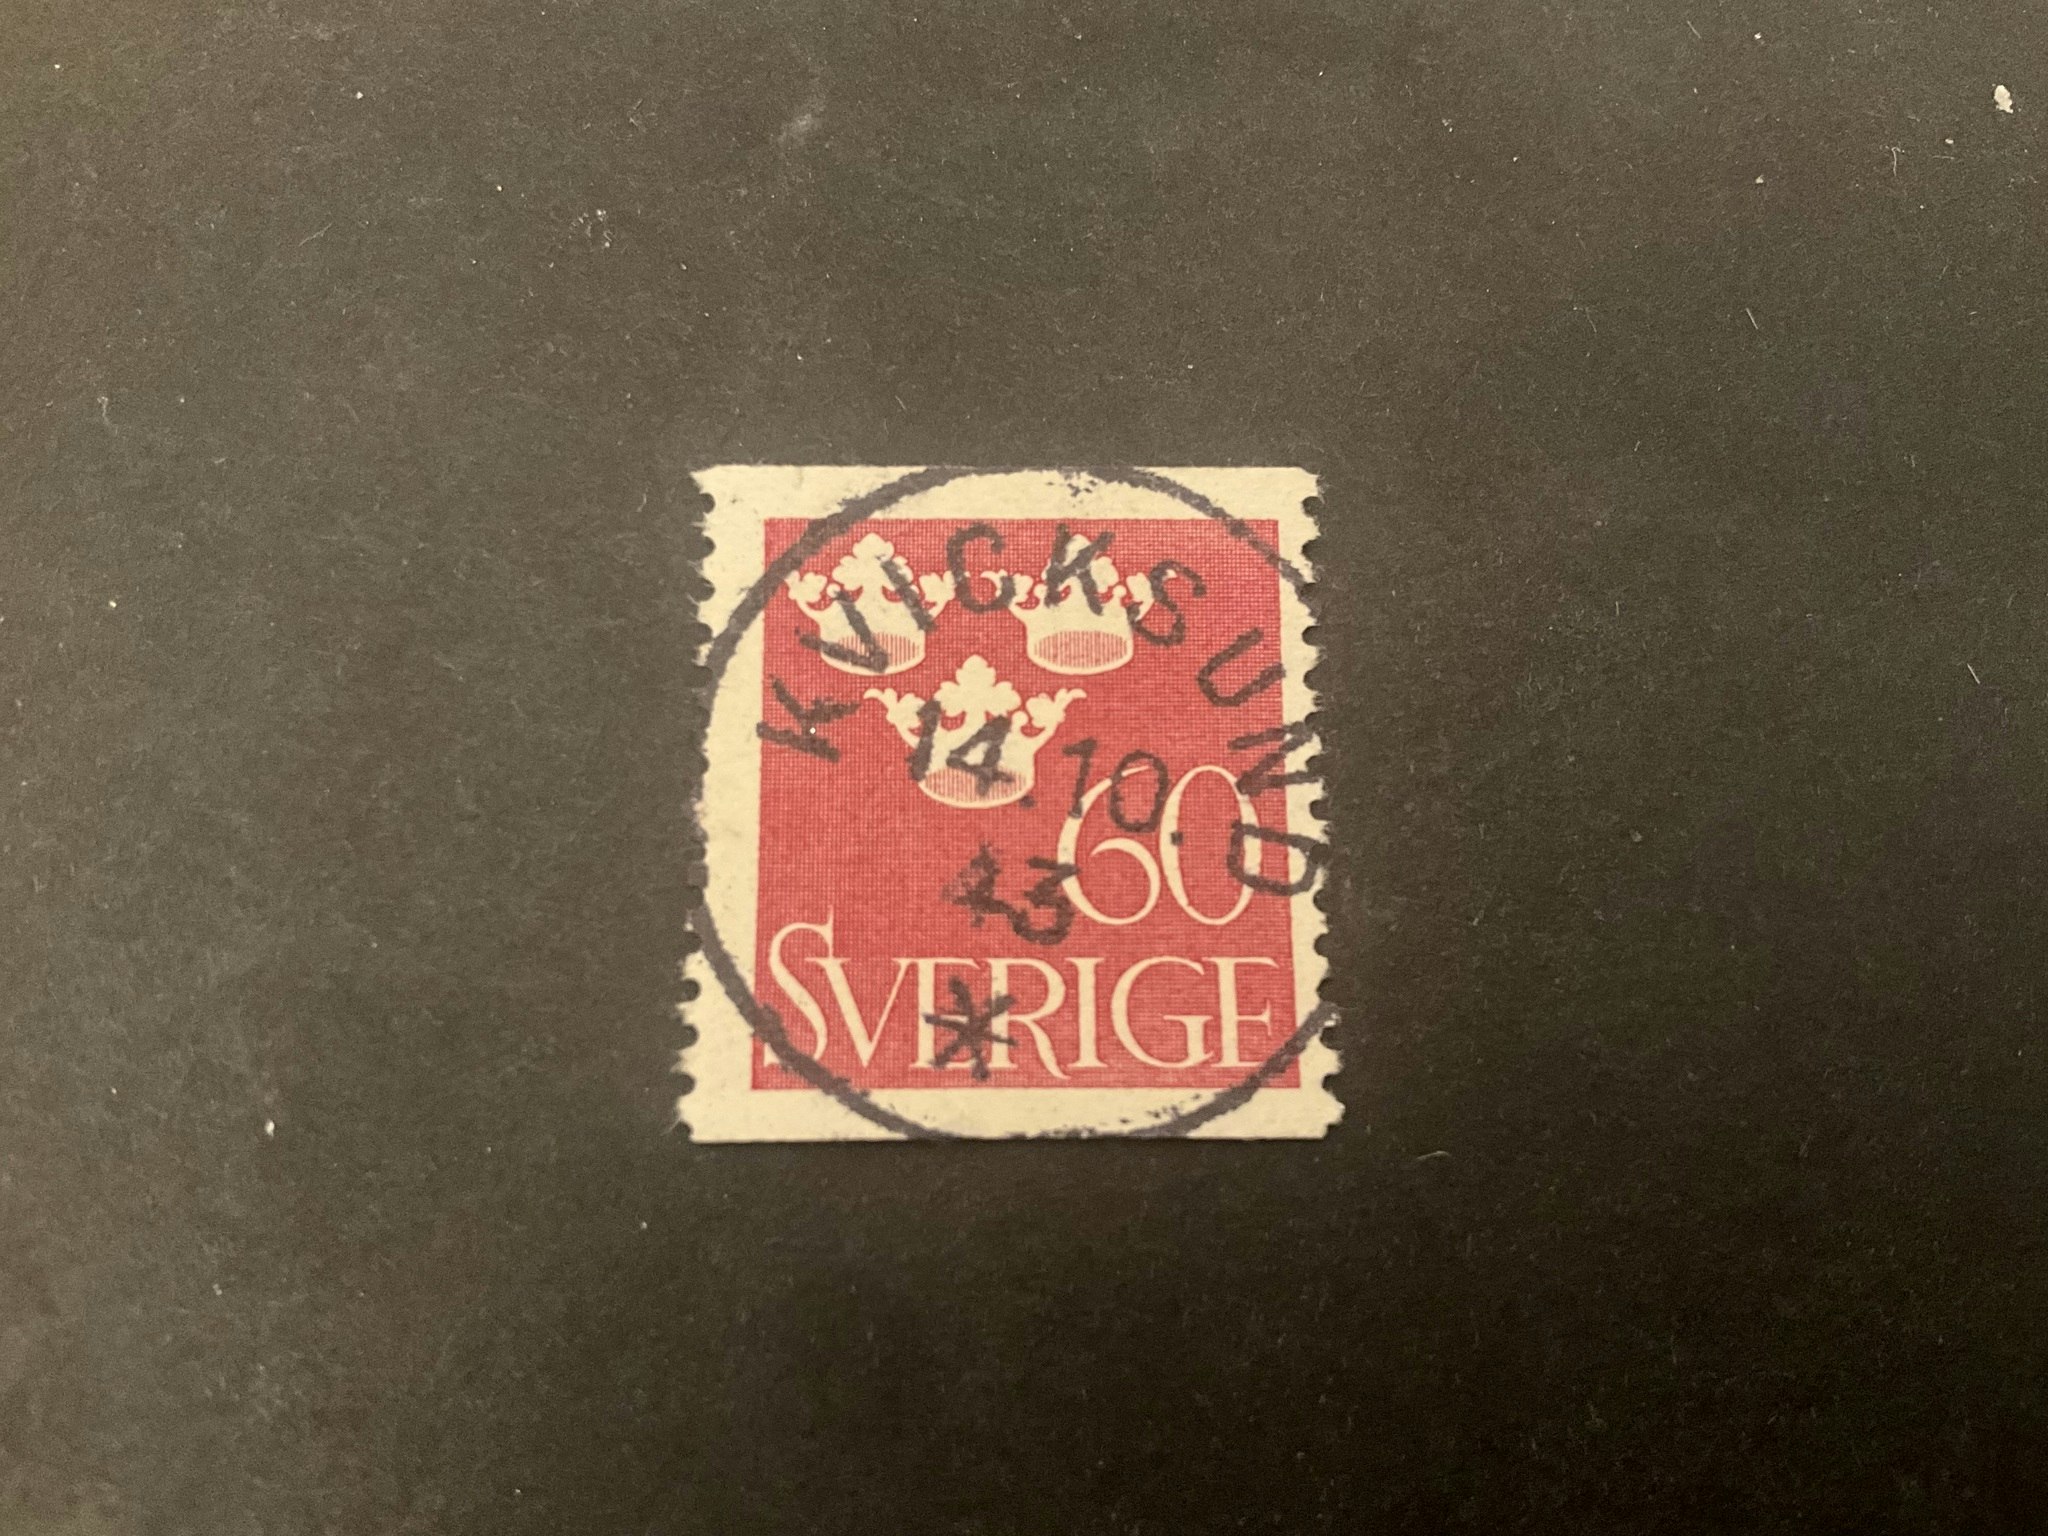 KVICKSUND
14.10.
43
*
60
SVERIGE